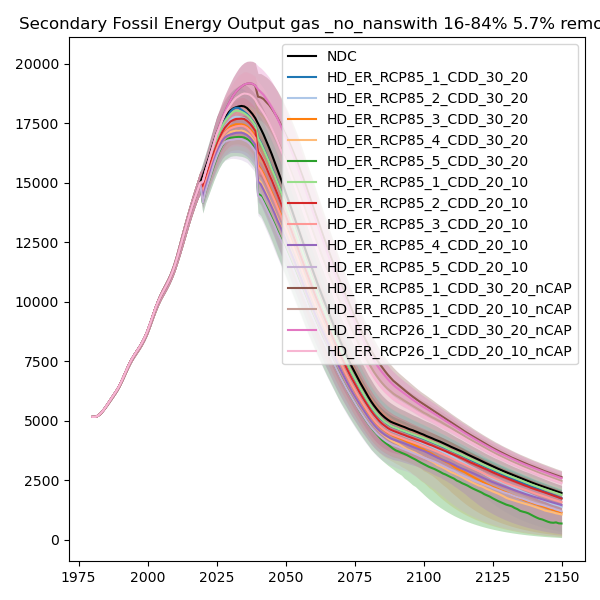 Secondary Fossil Energy Output gas _no_nanswith 16-84% 5.7% remo
20000
17500
15000
12500
10000
7500
5000
2500
0
1975
2000
2025
2050
2075
2100
2125
2150
NDC
HD_ER_RCP85_1_CDD_30_20
HD_ER_RCP85_2_CDD_30_20
HD_ER_RCP85_3_CDD_30_20
HD_ER_RCP85_4_CDD_30_20
HD_ER_RCP85_5_CDD_30_20
HD_ER_RCP85_1_CDD_20_10
HD_ER_RCP85_2_CDD_20_10
HD_ER_RCP85_3_CDD_20_10
HD_ER_RCP85_4_CDD_20_10
HD_ER_RCP85_5_CDD_20_10
HD_ER_RCP85_1_CDD_30_20_nCAP
HD_ER_RCP85_1_CDD_20_10_nCAP
HD_ER_RCP26_1_CDD_30_20_nCAP
HD_ER_RCP26_1_CDD_20_10_nCAP